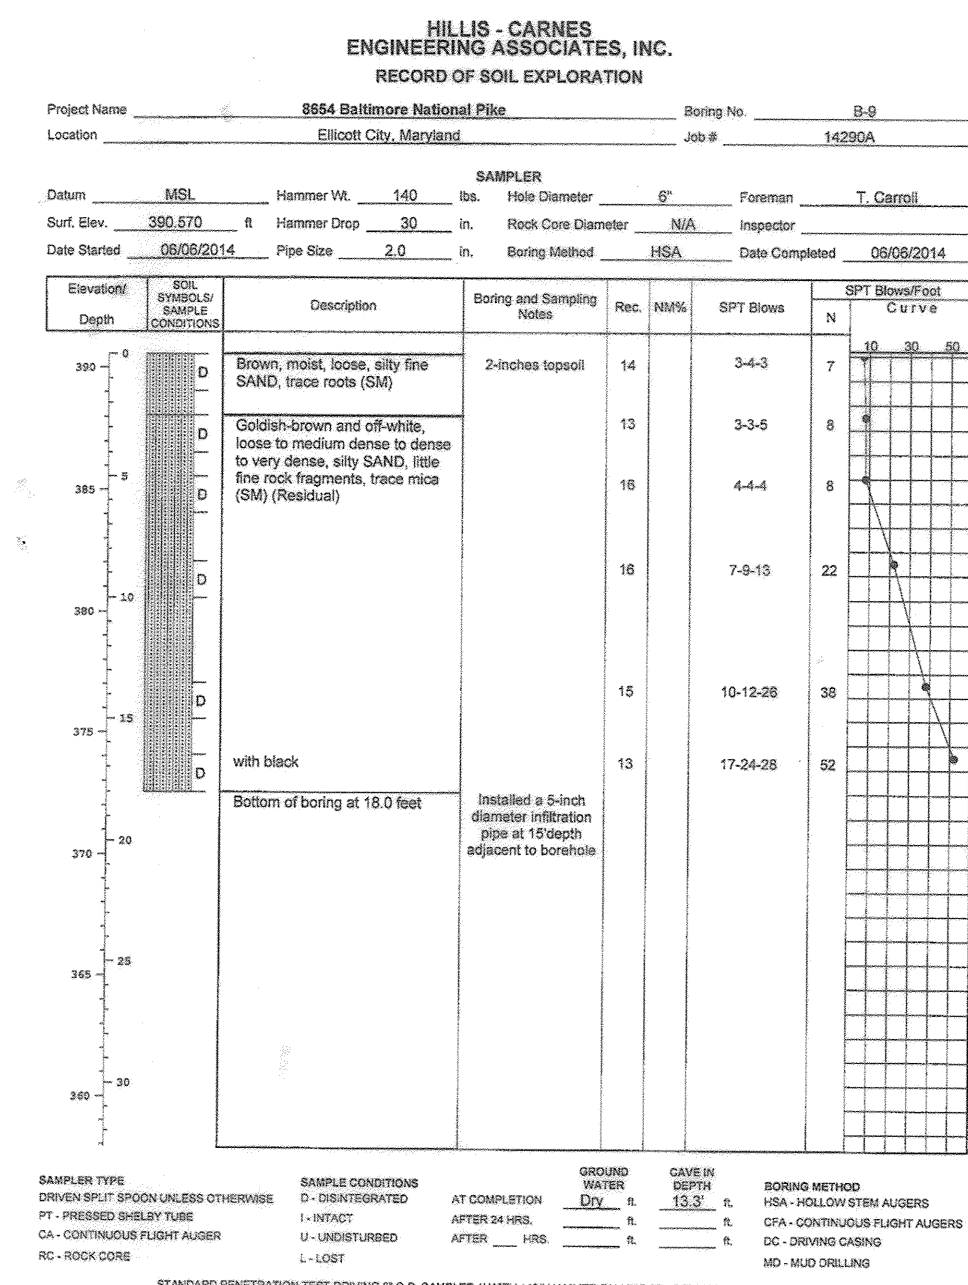 HILLIS - CARNES
ENGINEERING ASSOCIATES, INC.
RECORD OF SOIL EXPLORATION
Project Name 8654 Baltimore National Pike Boring No. B-9
Location Ellicott City, Maryland Job # 14290A
SAMPLER
Datum MSL Hammer Wt. 140 lbs. Hole Diameter 6" Foreman T. Carroll
Surf. Elev. 390.570 ft Hammer Drop 30 in. Rock Core Diameter N/A Inspector
Date Started 06/06/2014 Pipe Size 2.0 in. Boring Method HSA Date Completed 06/06/2014
Elevation/ Depth SOIL SYMBOLS/ SAMPLE CONDITIONS Description Boring and Sampling Notes Rec. NM% SPT Blows SPT Blows/Foot N Curve
10 30 50
0
390 D Brown, moist, loose, silty fine 2-inches topsoil 14 3-4-3 7
SAND, trace roots (SM)
D Goldish-brown and off-white, 13 3-3-5 8
loose to medium dense to dense
to very dense, silty SAND, little
5 fine rock fragments, trace mica
385 D (SM) (Residual) 16 4-4-4 8
D 16 7-9-13 22
10
380
D 15 10-12-26 38
15
375
D with black 13 17-24-28 52
Bottom of boring at 18.0 feet Installed a 5-inch
diameter infiltration
pipe at 15'depth
adjacent to borehole
20
370
25
365
30
360
SAMPLER TYPE
DRIVEN SPLIT SPOON UNLESS OTHERWISE
PT - PRESSED SHELBY TUBE
CA - CONTINUOUS FLIGHT AUGER
RC - ROCK CORE
SAMPLE CONDITIONS
D - DISINTEGRATED
I - INTACT
U - UNDISTURBED
L - LOST
GROUND WATER CAVE IN DEPTH
AT COMPLETION Dry ft. 13.3' ft.
AFTER 24 HRS. ft. ft.
AFTER HRS. ft. ft.
BORING METHOD
HSA - HOLLOW STEM AUGERS
CFA - CONTINUOUS FLIGHT AUGERS
DC - DRIVING CASING
MD - MUD DRILLING